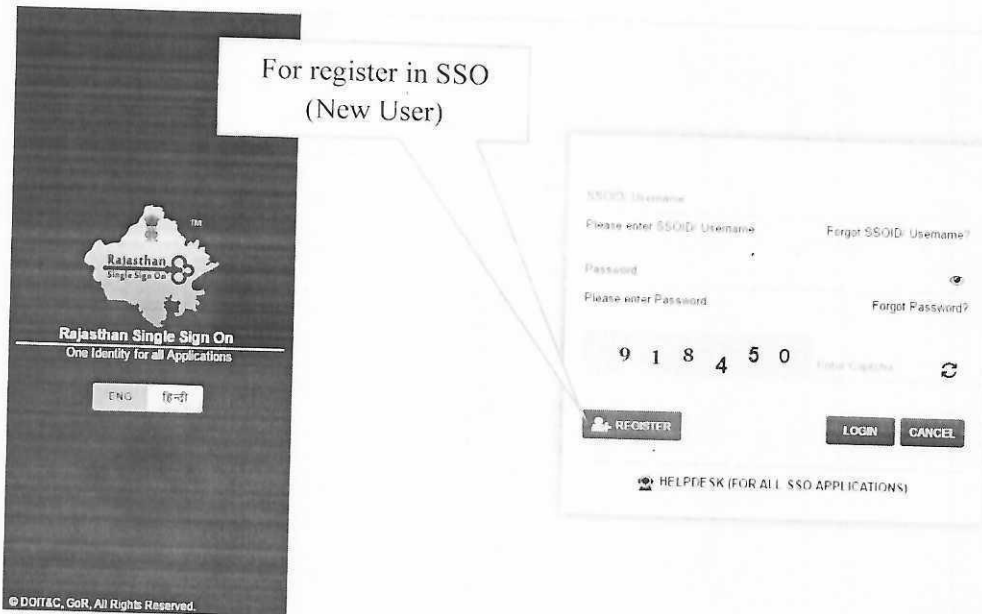 For register in SSO
(New User)
TM
Rajasthan
Single Sign On
Rajasthan Single Sign On
One Identity for all Applications
ENG हिन्दी
© DOIT&C, GoR, All Rights Reserved.
SSOID/ Username
Please enter SSOID/ Username Forgot SSOID/ Username?
Password
Please enter Password Forgot Password?
9 1 8 4 5 0 Enter Captcha
REGISTER LOGIN CANCEL
HELPDESK (FOR ALL SSO APPLICATIONS)